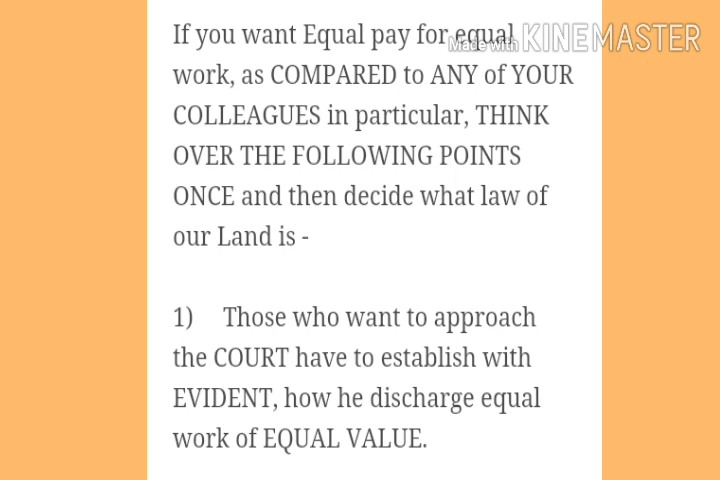 If you want Equal pay for equal
Made with KINEMASTER
work, as COMPARED to ANY of YOUR
COLLEAGUES in particular, THINK
OVER THE FOLLOWING POINTS
ONCE and then decide what law of
our Land is -
1) Those who want to approach
the COURT have to establish with
EVIDENT, how he discharge equal
work of EQUAL VALUE.